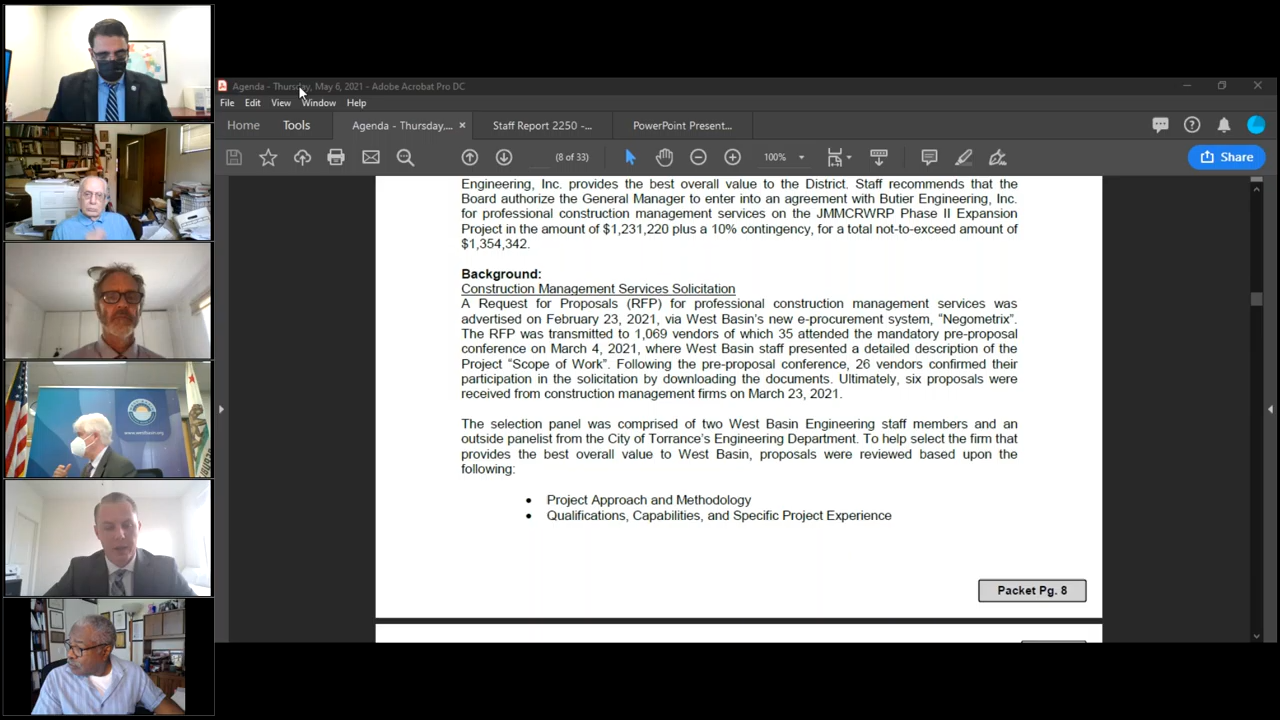 Agenda - Thursday, May 6, 2021 - Adobe Acrobat Pro DC
File Edit View Window Help
Home Tools Agenda - Thursday,... × Staff Report 2250 -... PowerPoint Present...
(8 of 33) 100% Share
Engineering, Inc. provides the best overall value to the District. Staff recommends that the
Board authorize the General Manager to enter into an agreement with Butier Engineering, Inc.
for professional construction management services on the JMMCRWRP Phase II Expansion
Project in the amount of $1,231,220 plus a 10% contingency, for a total not-to-exceed amount of
$1,354,342.
Background:
Construction Management Services Solicitation
A Request for Proposals (RFP) for professional construction management services was
advertised on February 23, 2021, via West Basin's new e-procurement system, "Negometrix".
The RFP was transmitted to 1,069 vendors of which 35 attended the mandatory pre-proposal
conference on March 4, 2021, where West Basin staff presented a detailed description of the
Project "Scope of Work". Following the pre-proposal conference, 26 vendors confirmed their
participation in the solicitation by downloading the documents. Ultimately, six proposals were
received from construction management firms on March 23, 2021.
The selection panel was comprised of two West Basin Engineering staff members and an
outside panelist from the City of Torrance's Engineering Department. To help select the firm that
provides the best overall value to West Basin, proposals were reviewed based upon the
following:
• Project Approach and Methodology
• Qualifications, Capabilities, and Specific Project Experience
Packet Pg. 8